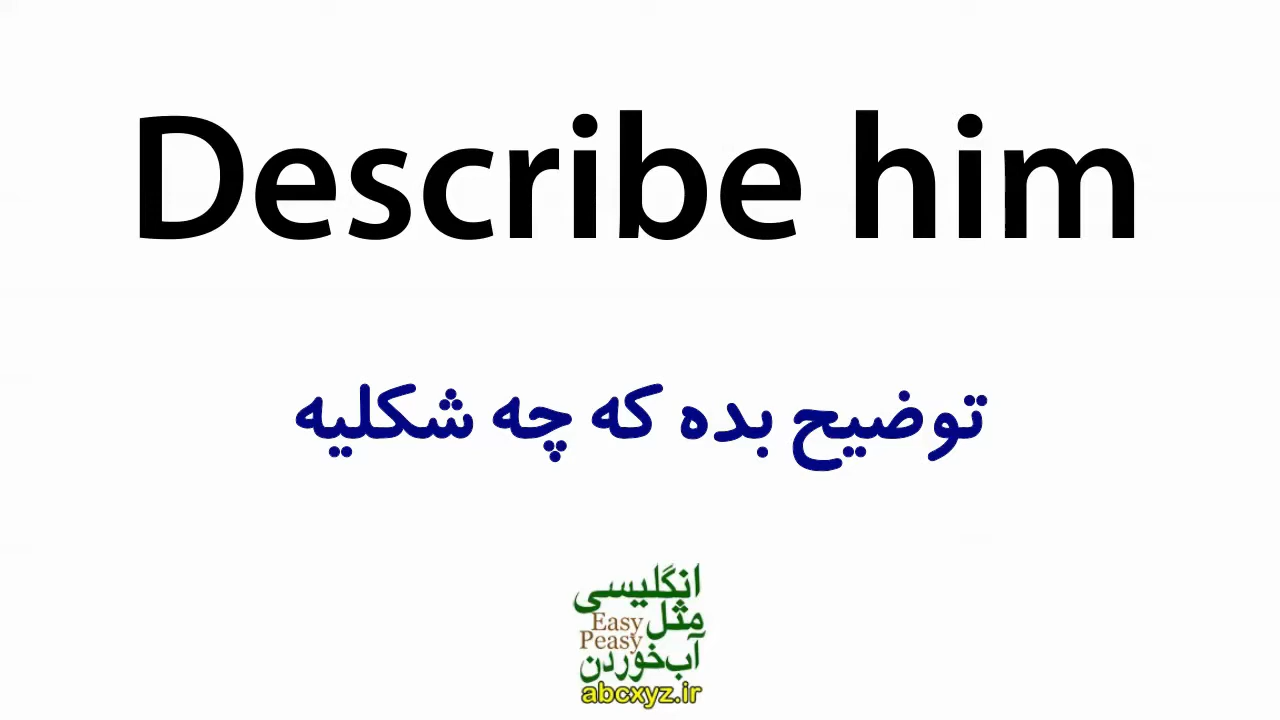 Describe him
توضیح بده که چه شکلیه
انگلیسی
مثل
Easy
Peasy
آب‌خوردن
abcxyz.ir